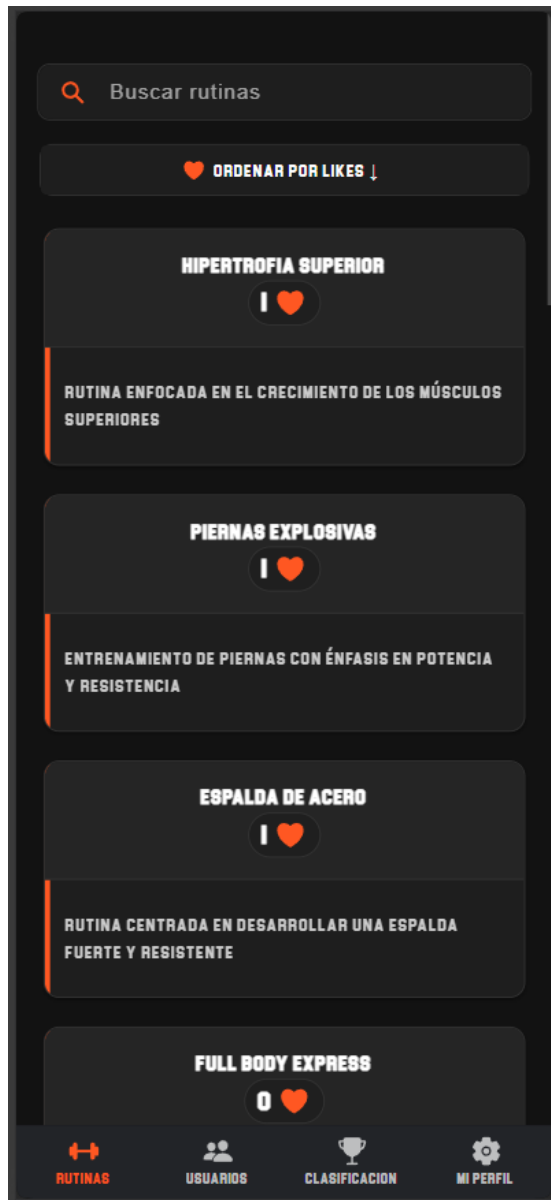 Buscar rutinas
ORDENAR POR LIKES ↓
HIPERTROFIA SUPERIOR
1
RUTINA ENFOCADA EN EL CRECIMIENTO DE LOS MÚSCULOS
SUPERIORES
PIERNAS EXPLOSIVAS
1
ENTRENAMIENTO DE PIERNAS CON ÉNFASIS EN POTENCIA
Y RESISTENCIA
ESPALDA DE ACERO
1
RUTINA CENTRADA EN DESARROLLAR UNA ESPALDA
FUERTE Y RESISTENTE
FULL BODY EXPRESS
0
RUTINAS USUARIOS CLASIFICACION MI PERFIL